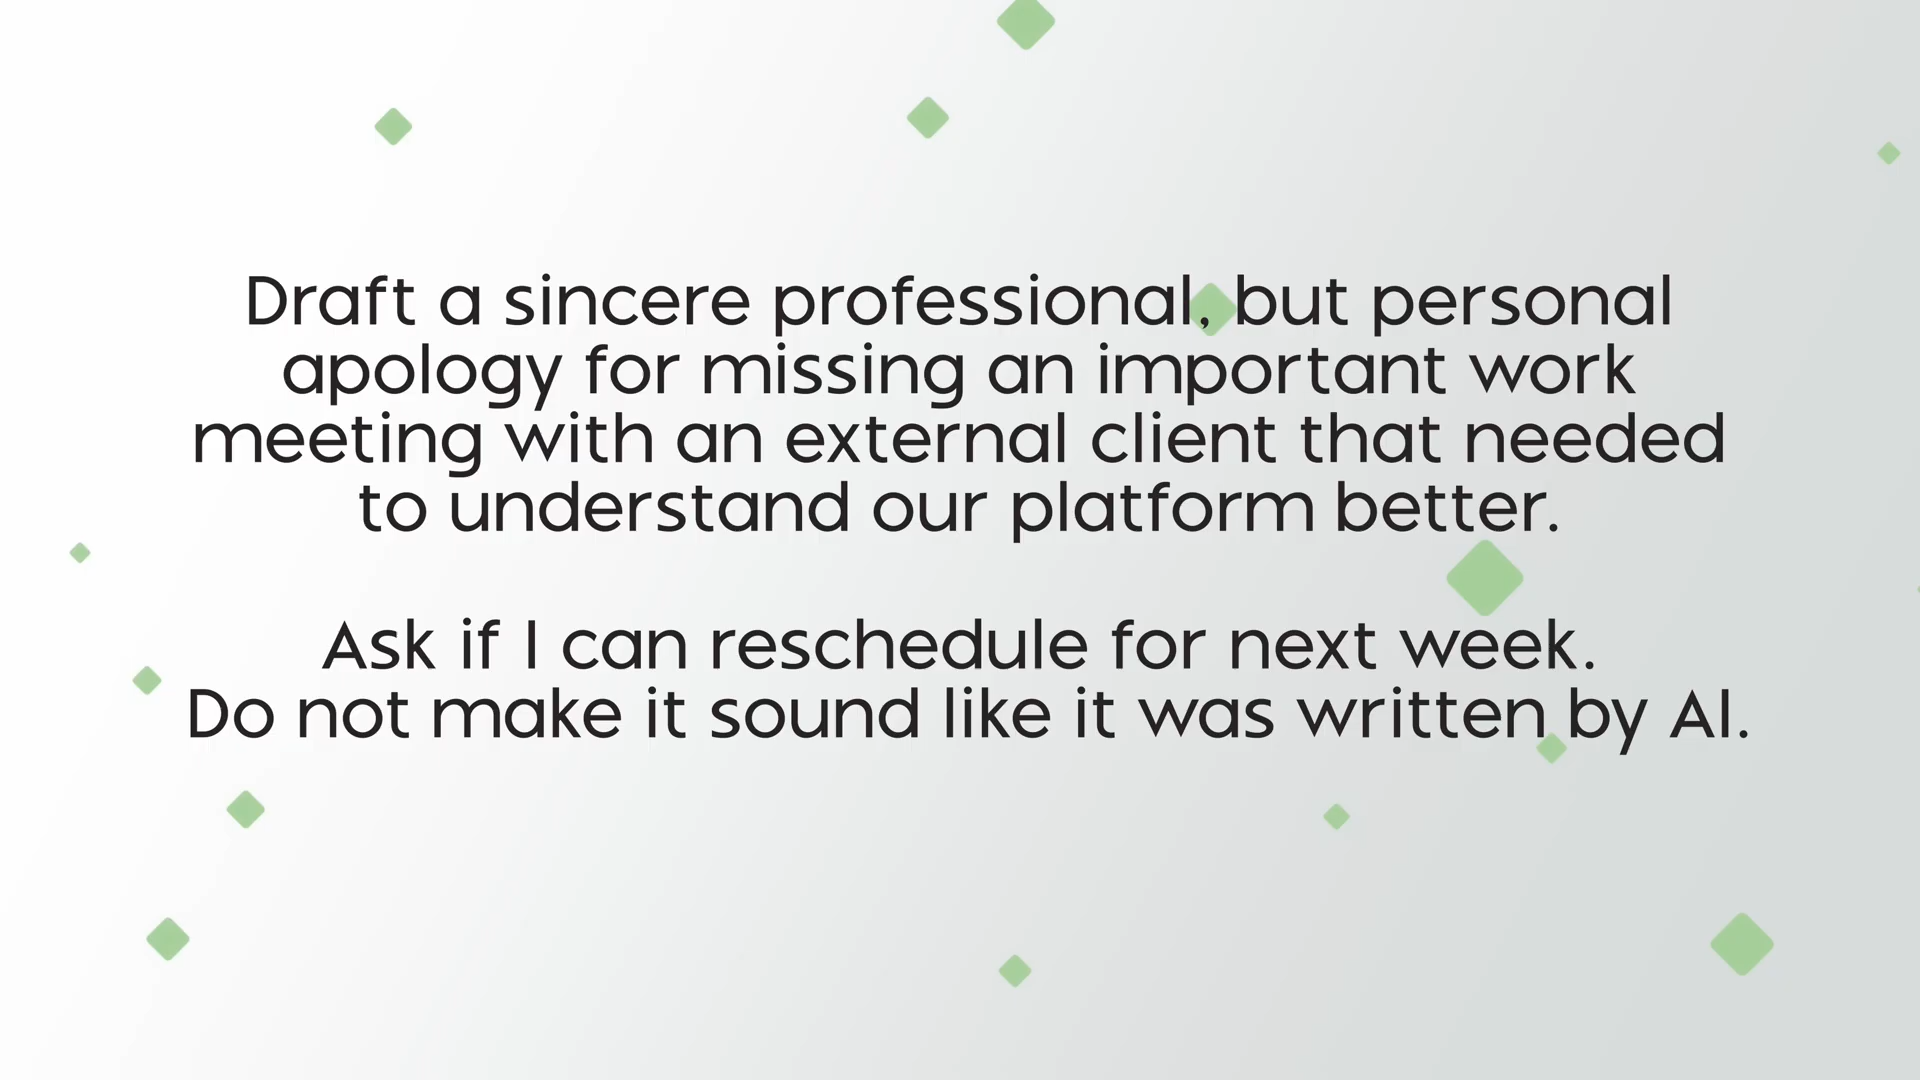 Draft a sincere professional, but personal
apology for missing an important work
meeting with an external client that needed
to understand our platform better.
Ask if I can reschedule for next week.
Do not make it sound like it was written by AI.